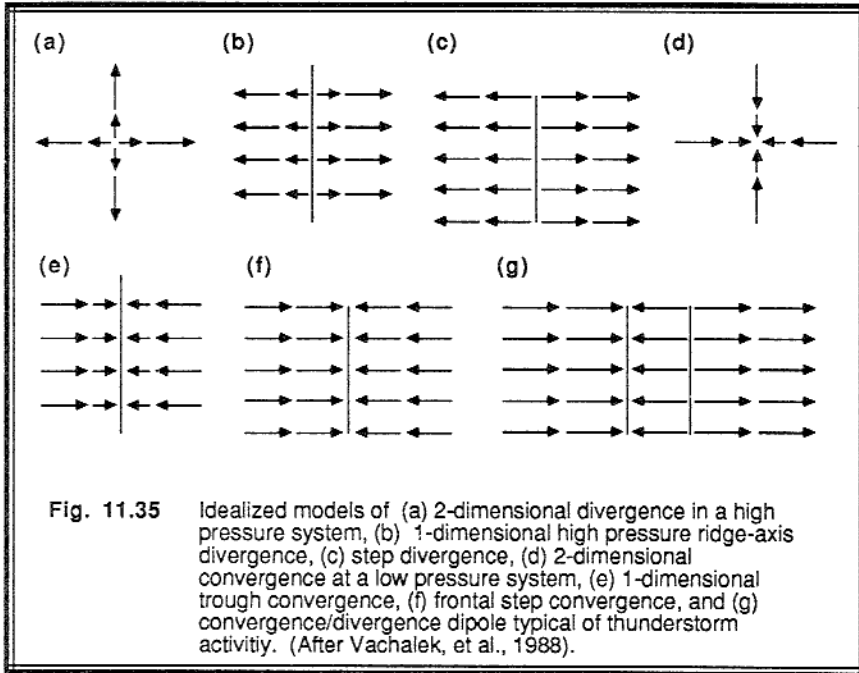 (a) (b) (c) (d)
(e) (f) (g)
Fig. 11.35 Idealized models of (a) 2-dimensional divergence in a high
pressure system, (b) 1-dimensional high pressure ridge-axis
divergence, (c) step divergence, (d) 2-dimensional
convergence at a low pressure system, (e) 1-dimensional
trough convergence, (f) frontal step convergence, and (g)
convergence/divergence dipole typical of thunderstorm
activitiy. (After Vachalek, et al., 1988).